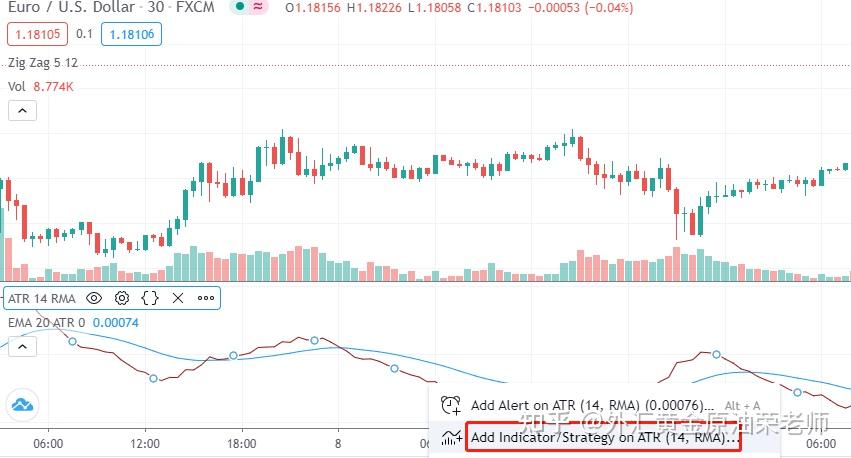 Euro / U.S. Dollar · 30 · FXCM O1.18156 H1.18226 L1.18058 C1.18103 -0.00053 (-0.04%)
1.18105 0.1 1.18106
Zig Zag 5 12
Vol 8.774K
ATR 14 RMA
EMA 20 ATR 0 0.00074
Add Alert on ATR (14, RMA) (0.00076)... Alt + A
知乎 @外汇黄金原油荣老师
Add Indicator/Strategy on ATR (14, RMA)...
06:00 12:00 18:00 8 06:00